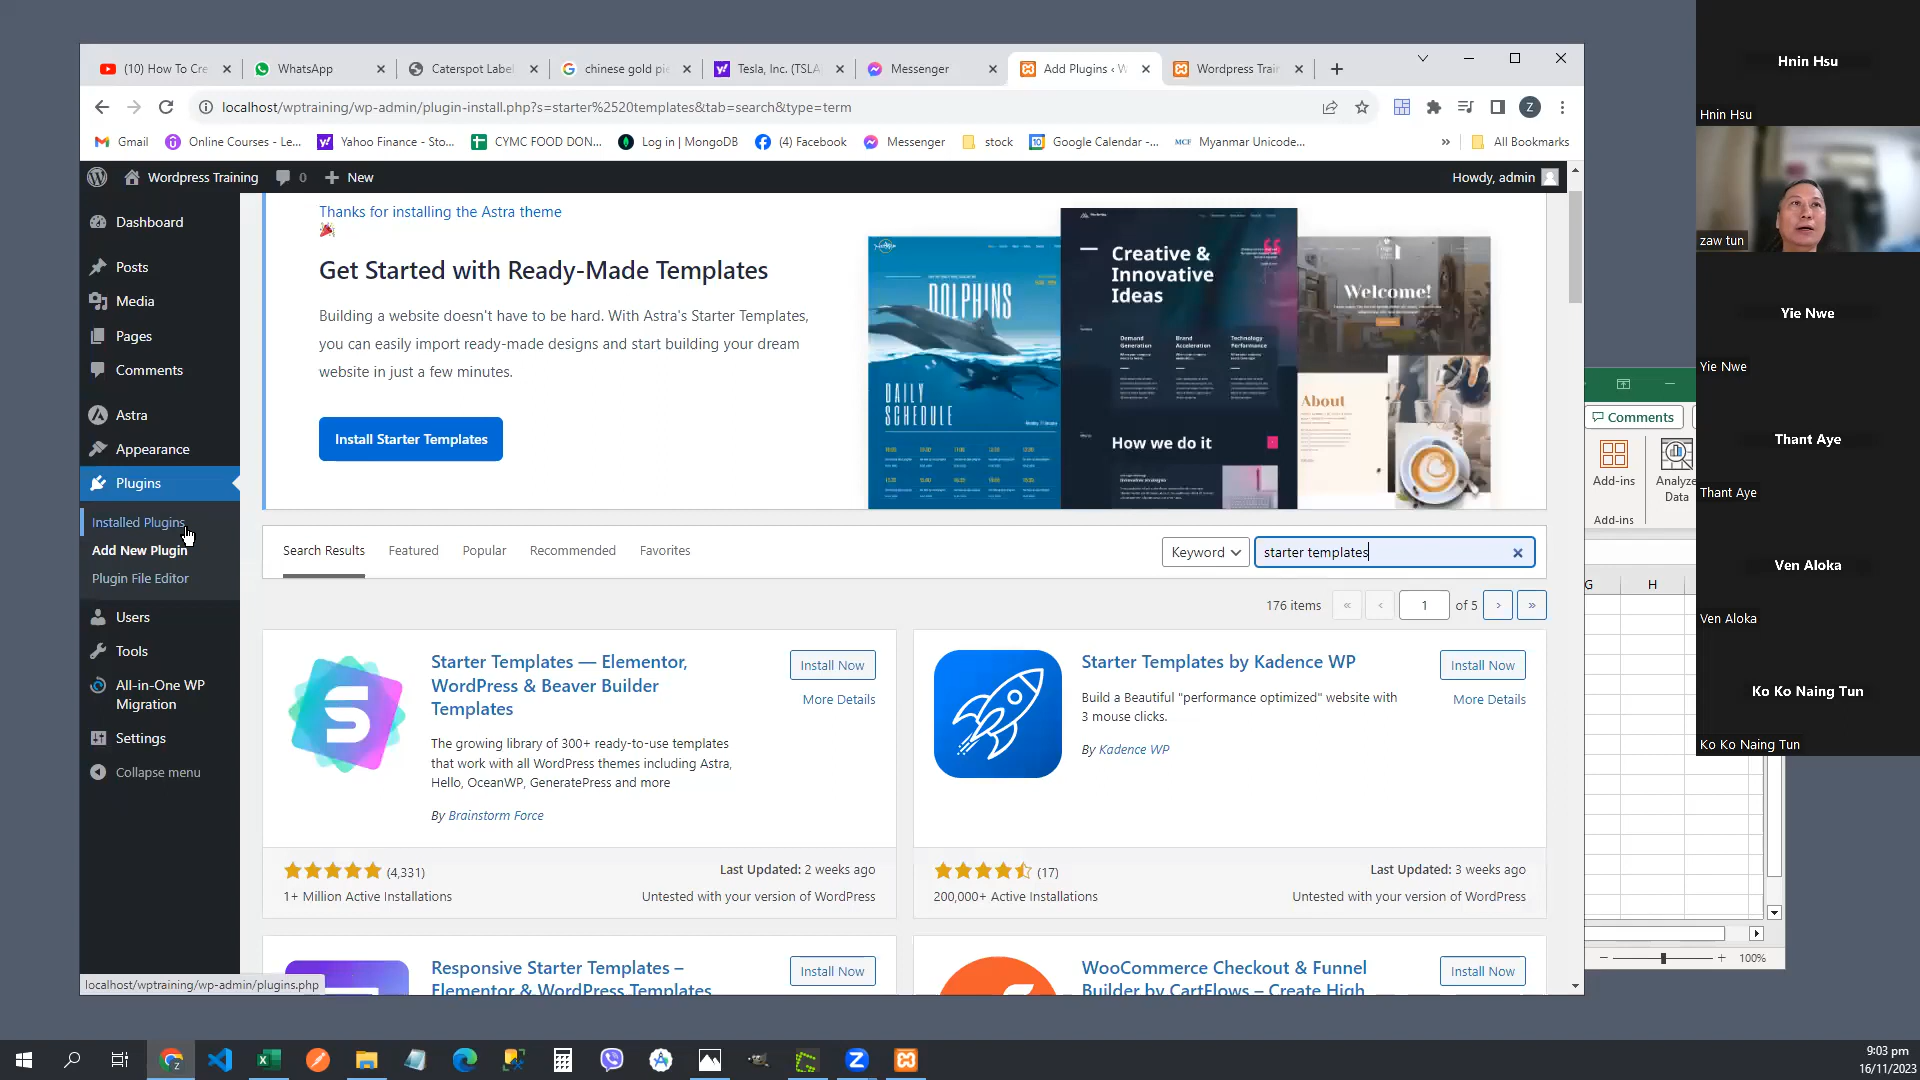 (10) How To Cre
WhatsApp
Caterspot Label
chinese gold pi
Tesla, Inc. (TSLA
Messenger
Add Plugins ‹ W
Wordpress Train
localhost/wptraining/wp-admin/plugin-install.php?s=starter%2520templates&tab=search&type=term
Z
Gmail
Online Courses - Le...
Yahoo Finance - Sto...
CYMC FOOD DON...
Log in | MongoDB
(4) Facebook
Messenger
stock
Google Calendar -...
Myanmar Unicode...
»
All Bookmarks
Wordpress Training
0
New
Howdy, admin
Dashboard
Posts
Media
Pages
Comments
Astra
Appearance
Plugins
Installed Plugins
Add New Plugin
Plugin File Editor
Users
Tools
All-in-One WP
Migration
Settings
Collapse menu
Thanks for installing the Astra theme
Get Started with Ready-Made Templates
Building a website doesn't have to be hard. With Astra's Starter Templates,
you can easily import ready-made designs and start building your dream
website in just a few minutes.
Install Starter Templates
DOLPHINS
DAILY
SCHEDULE
Creative &
Innovative
Ideas
Demand
Generation
Brand
Acceleration
Technology
Performance
How we do it
Welcome!
About
Search Results
Featured
Popular
Recommended
Favorites
Keyword
starter templates
176 items
«
‹
1
of 5
›
»
Starter Templates — Elementor,
WordPress & Beaver Builder
Templates
Install Now
More Details
The growing library of 300+ ready-to-use templates
that work with all WordPress themes including Astra,
Hello, OceanWP, GeneratePress and more
By Brainstorm Force
(4,331)
Last Updated: 2 weeks ago
1+ Million Active Installations
Untested with your version of WordPress
Starter Templates by Kadence WP
Install Now
More Details
Build a Beautiful "performance optimized" website with
3 mouse clicks.
By Kadence WP
(17)
Last Updated: 3 weeks ago
200,000+ Active Installations
Untested with your version of WordPress
Responsive Starter Templates –
Elementor & WordPress Templates
Install Now
WooCommerce Checkout & Funnel
Builder by CartFlows – Create High
Install Now
localhost/wptraining/wp-admin/plugins.php
Comments
Add-ins
Analyze
Data
Add-ins
G
H
100%
Hnin Hsu
Hnin Hsu
zaw tun
Yie Nwe
Yie Nwe
Thant Aye
Thant Aye
Ven Aloka
Ven Aloka
Ko Ko Naing Tun
Ko Ko Naing Tun
9:03 pm
16/11/2023